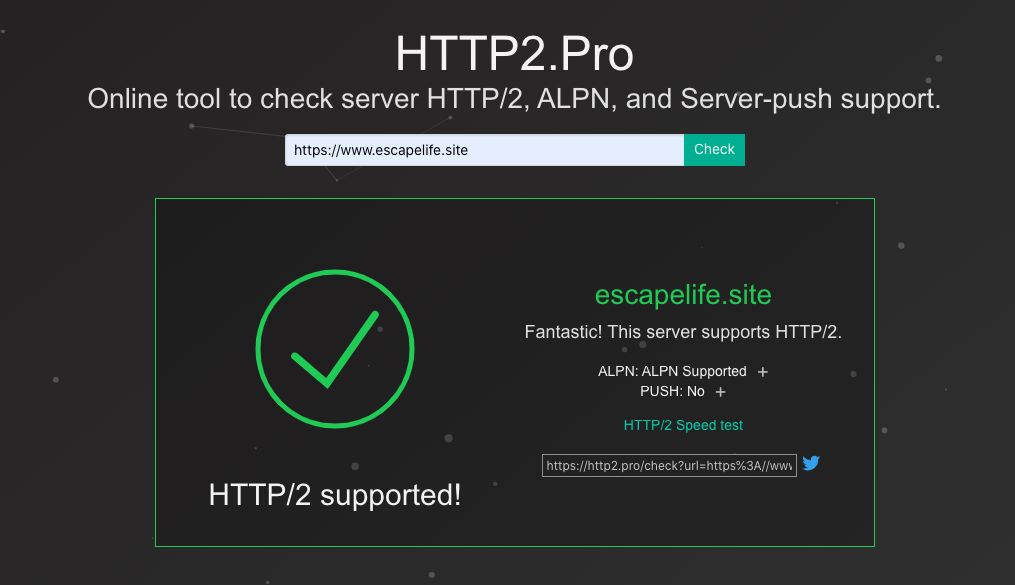 HTTP2.Pro
Online tool to check server HTTP/2, ALPN, and Server-push support.
https://www.escapelife.site
Check
escapelife.site
Fantastic! This server supports HTTP/2.
ALPN: ALPN Supported +
PUSH: No +
HTTP/2 Speed test
https://http2.pro/check?url=https%3A//www
HTTP/2 supported!